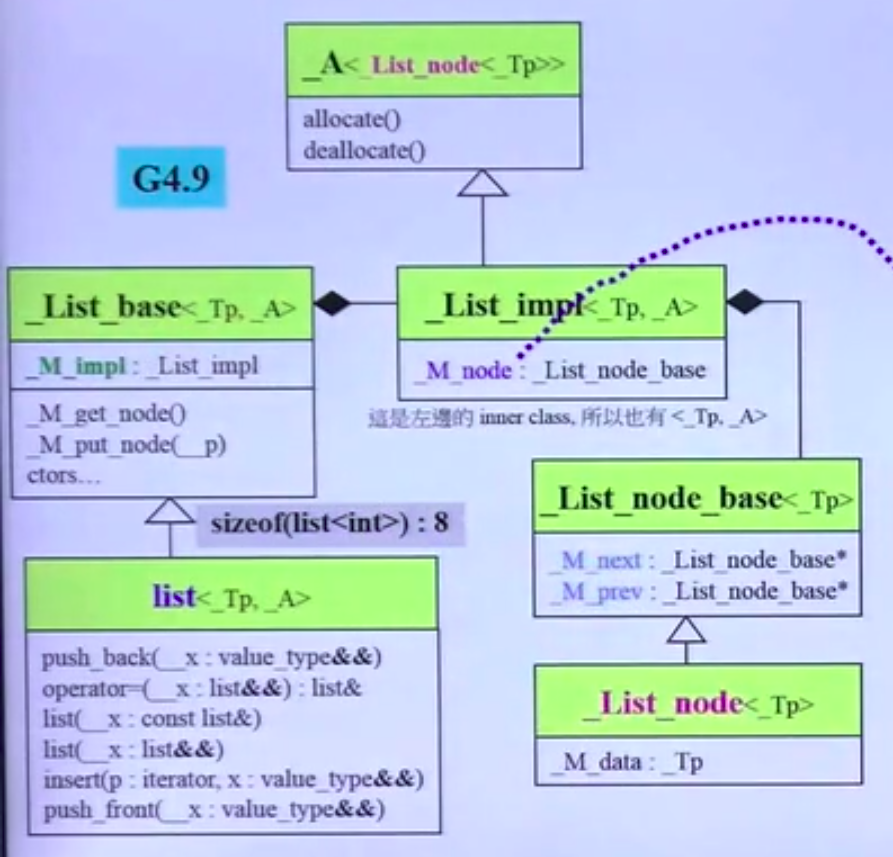 _A<_List_node<_Tp>>
allocate()
deallocate()
G4.9
_List_base<_Tp, _A>
_M_impl : _List_impl
_M_get_node()
_M_put_node(__p)
ctors...
_List_impl<_Tp, _A>
_M_node : _List_node_base
這是左邊的 inner class, 所以也有 <_Tp, _A>
_List_node_base<_Tp>
_M_next : _List_node_base*
_M_prev : _List_node_base*
sizeof(list<int>) : 8
list<_Tp, _A>
push_back(__x : value_type&&)
operator=(__x : list&&) : list&
list(__x : const list&)
list(__x : list&&)
insert(p : iterator, x : value_type&&)
push_front(__x : value_type&&)
_List_node<_Tp>
_M_data : _Tp